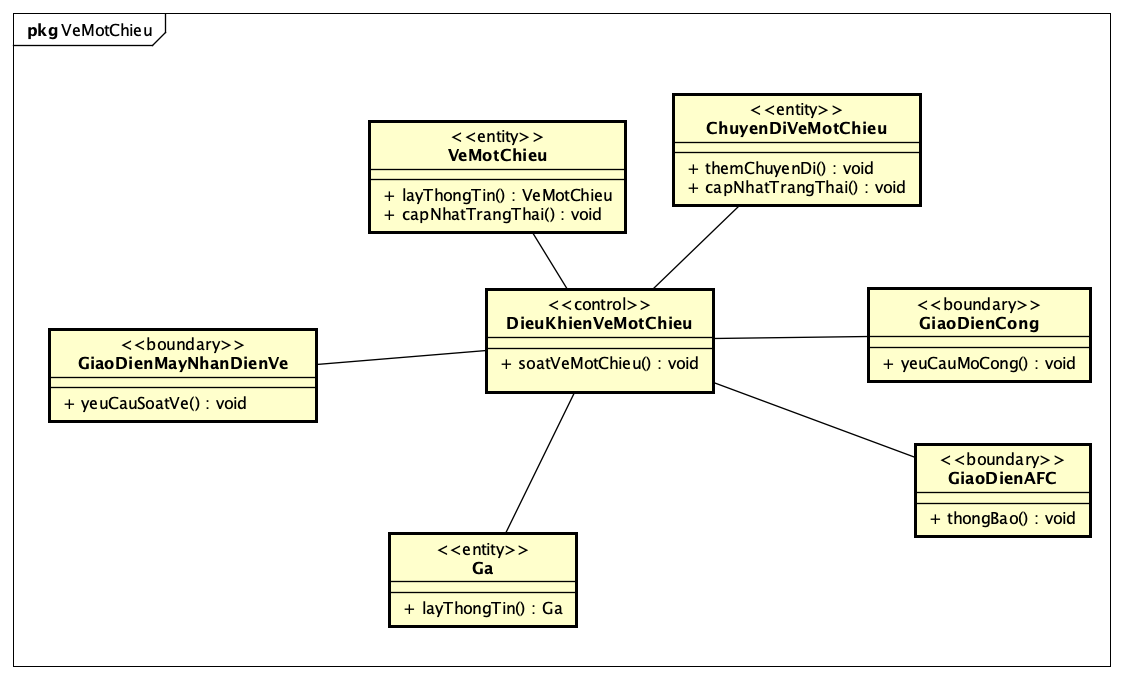 pkg VeMotChieu
<<entity>>
ChuyenDiVeMotChieu
+ themChuyenDi() : void
+ capNhatTrangThai() : void
<<entity>>
VeMotChieu
+ layThongTin() : VeMotChieu
+ capNhatTrangThai() : void
<<control>>
DieuKhienVeMotChieu
+ soatVeMotChieu() : void
<<boundary>>
GiaoDienCong
+ yeuCauMoCong() : void
<<boundary>>
GiaoDienMayNhanDienVe
+ yeuCauSoatVe() : void
<<boundary>>
GiaoDienAFC
+ thongBao() : void
<<entity>>
Ga
+ layThongTin() : Ga